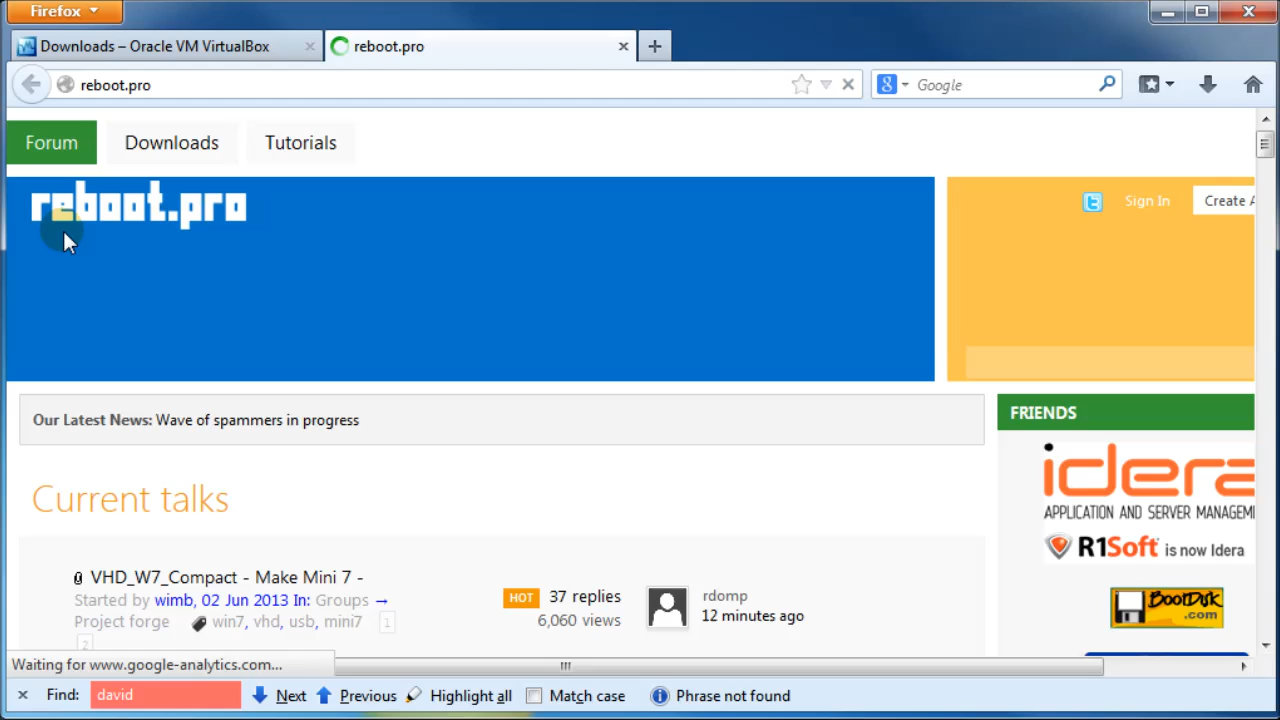 Firefox
Downloads – Oracle VM VirtualBox
reboot.pro
reboot.pro
Google
Forum
Downloads
Tutorials
reboot.pro
Sign In
Create A
Our Latest News: Wave of spammers in progress
FRIENDS
idera
APPLICATION AND SERVER MANAGEM
R1Soft is now Idera
BootDisk
.com
Current talks
VHD_W7_Compact - Make Mini 7 -
Started by wimb, 02 Jun 2013 In: Groups →
Project forge
win7, vhd, usb, mini7
1
2
HOT
37 replies
6,060 views
rdomp
12 minutes ago
Waiting for www.google-analytics.com...
Find: david
Next
Previous
Highlight all
Match case
Phrase not found